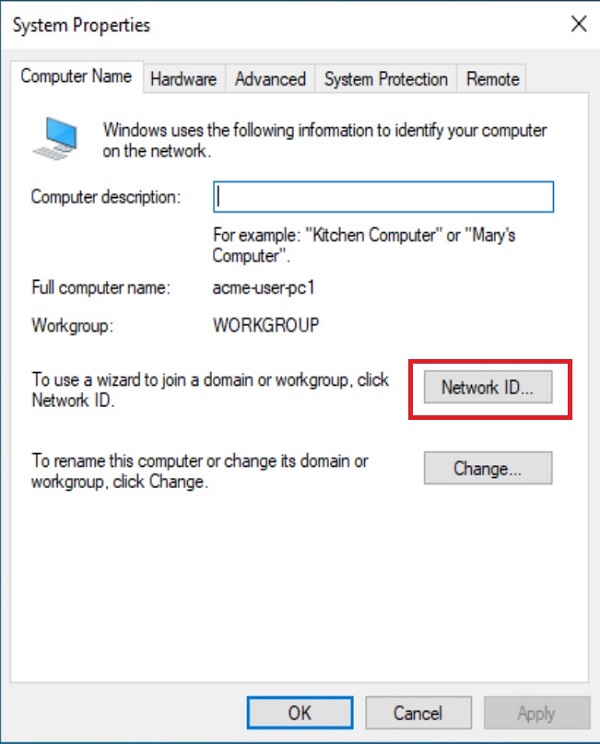 System Properties
Computer Name
Hardware
Advanced
System Protection
Remote
Windows uses the following information to identify your computer
on the network.
Computer description:
For example: "Kitchen Computer" or "Mary's
Computer".
Full computer name:
acme-user-pc1
Workgroup:
WORKGROUP
To use a wizard to join a domain or workgroup, click
Network ID.
Network ID...
To rename this computer or change its domain or
workgroup, click Change.
Change...
OK
Cancel
Apply